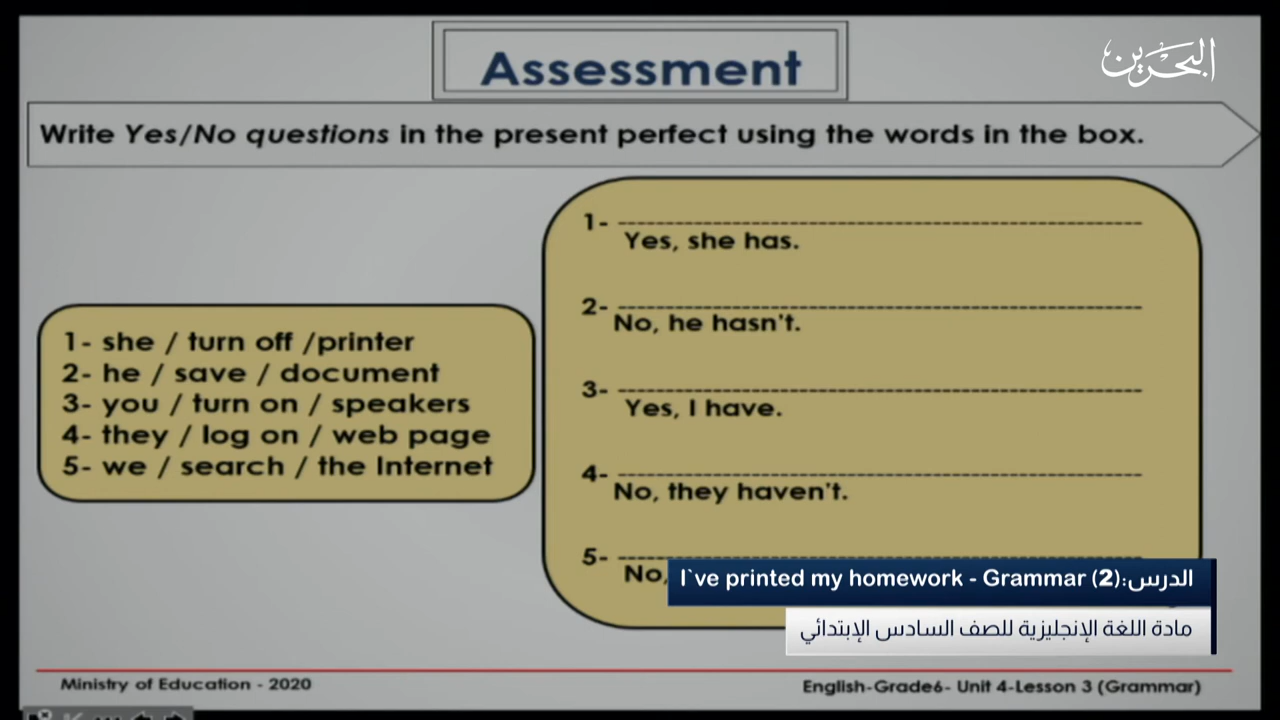 Assessment
البحرين
Write Yes/No questions in the present perfect using the words in the box.
1- she / turn off /printer
2- he / save / document
3- you / turn on / speakers
4- they / log on / web page
5- we / search / the Internet
1- ------------------------------------------------
Yes, she has.
2- ------------------------------------------------
No, he hasn't.
3- ------------------------------------------------
Yes, I have.
4- ------------------------------------------------
No, they haven't.
5- ------------------------------------------------
No,
الدرس: I`ve printed my homework - Grammar (2)
مادة اللغة الإنجليزية للصف السادس الإبتدائي
Ministry of Education - 2020
English-Grade6- Unit 4-Lesson 3 (Grammar)